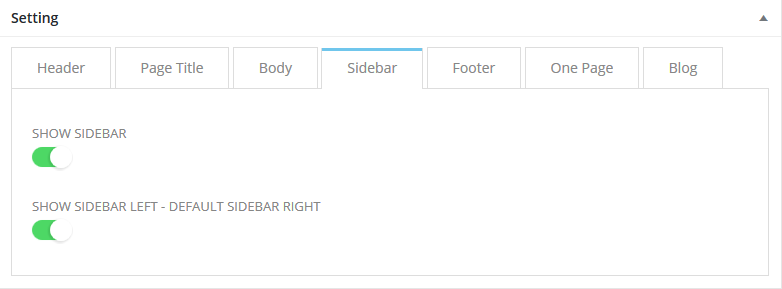 Setting
Header Page Title Body Sidebar Footer One Page Blog
SHOW SIDEBAR
SHOW SIDEBAR LEFT - DEFAULT SIDEBAR RIGHT